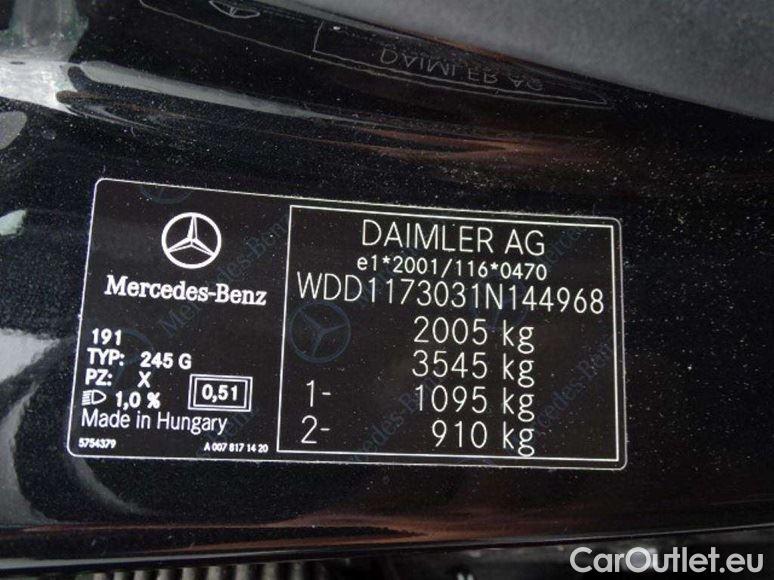 DAIMLER AG
Mercedes-Benz
191
TYP: 245 G
PZ: X
1,0 %
0,51
Made in Hungary
5754379
A 007 817 14 20
DAIMLER AG
e1*2001/116*0470
WDD1173031N144968
2005 kg
3545 kg
1- 1095 kg
2- 910 kg
CarOutlet.eu